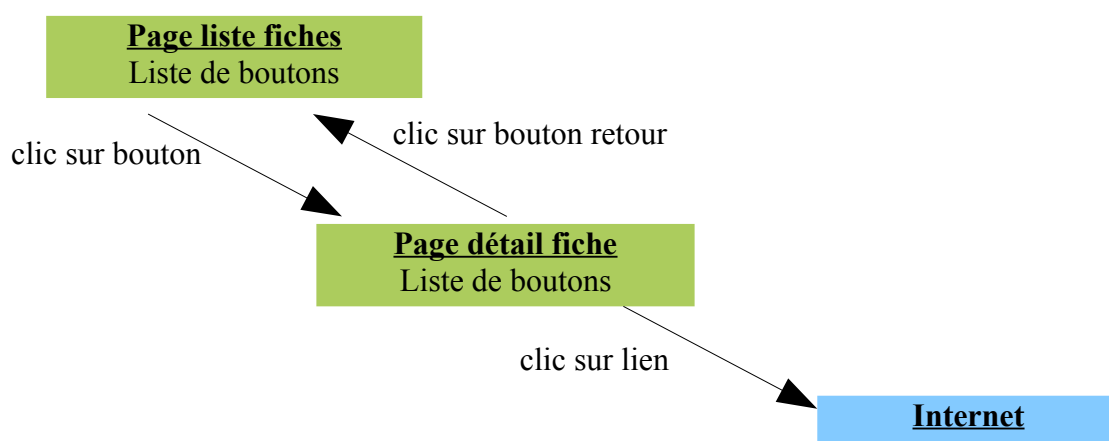 Page liste fiches
Liste de boutons
clic sur bouton retour
clic sur bouton
Page détail fiche
Liste de boutons
clic sur lien
Internet